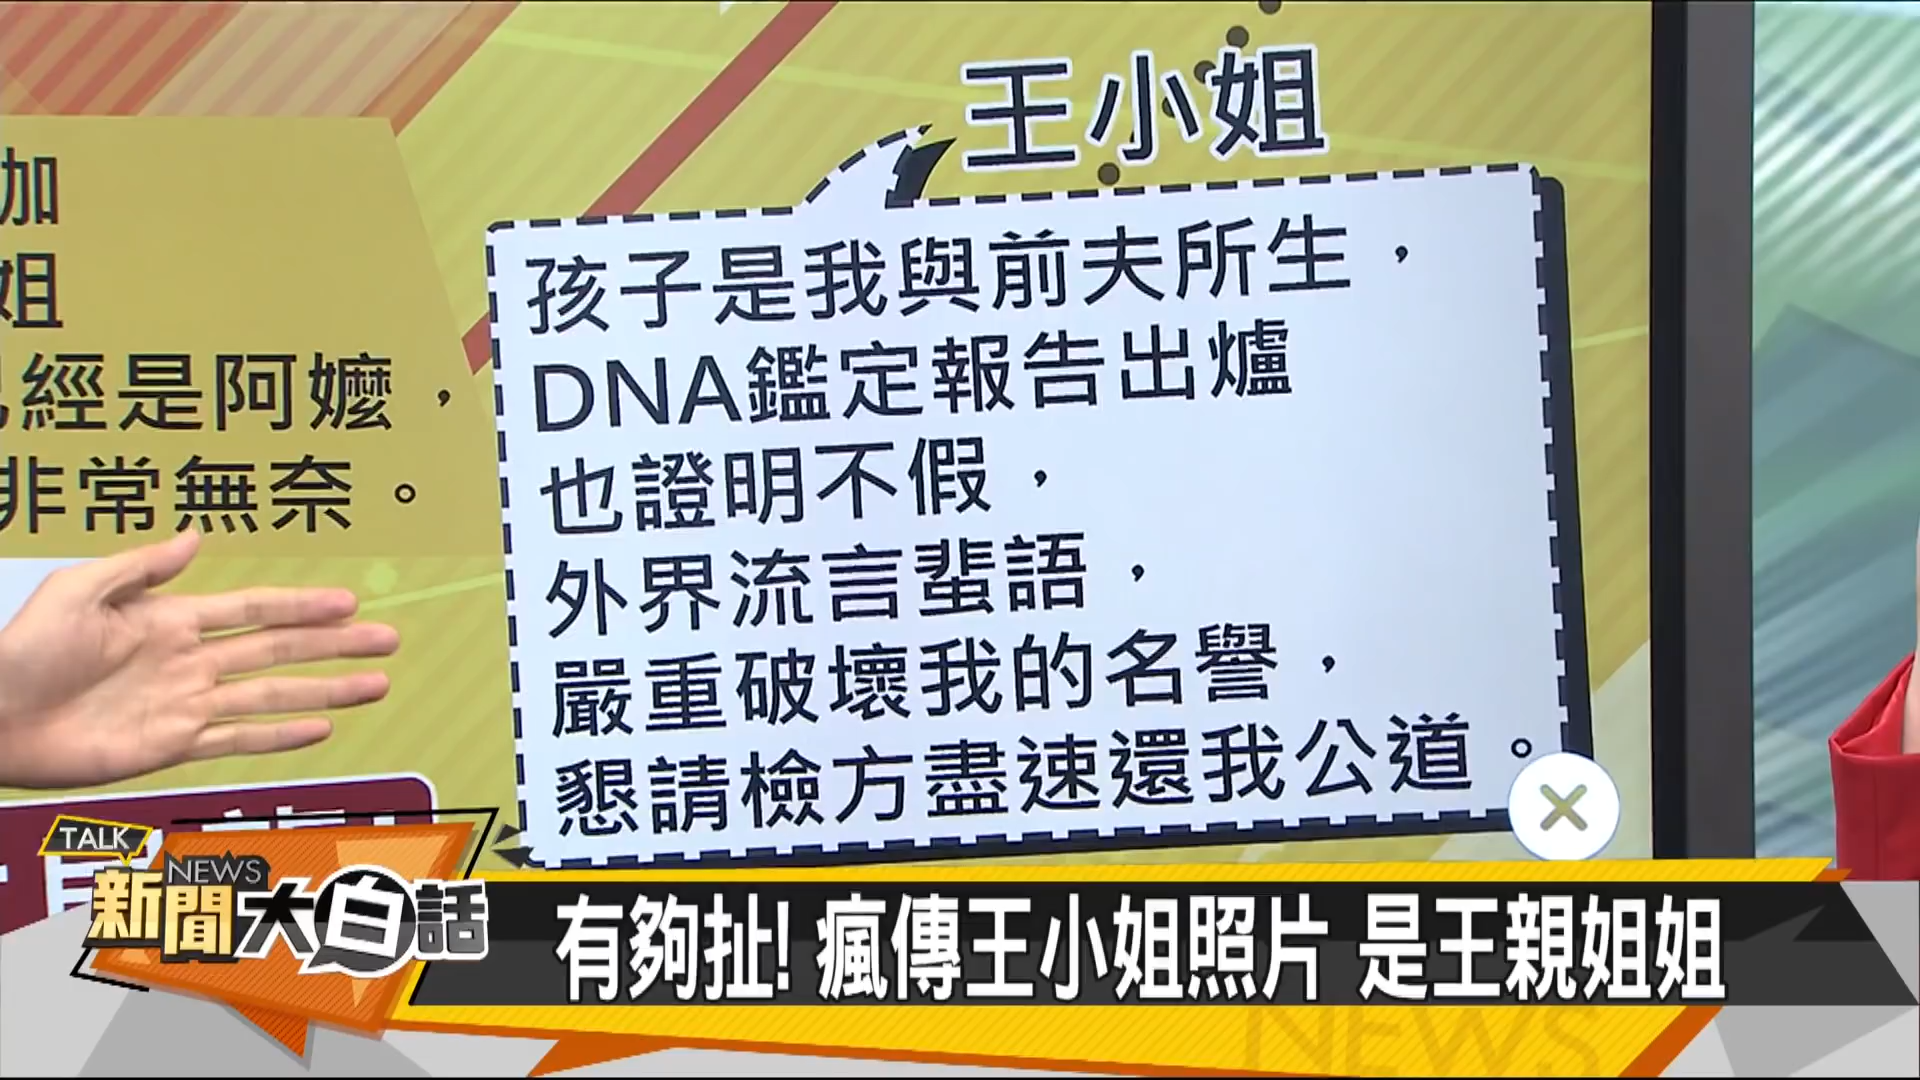 王小姐
孩子是我與前夫所生，
DNA鑑定報告出爐
也證明不假，
外界流言蜚語，
嚴重破壞我的名譽，
懇請檢方盡速還我公道。
加
姐
已經是阿嬤，
非常無奈。
TALK
NEWS
新聞大白話
有夠扯! 瘋傳王小姐照片 是王親姐姐
NEWS